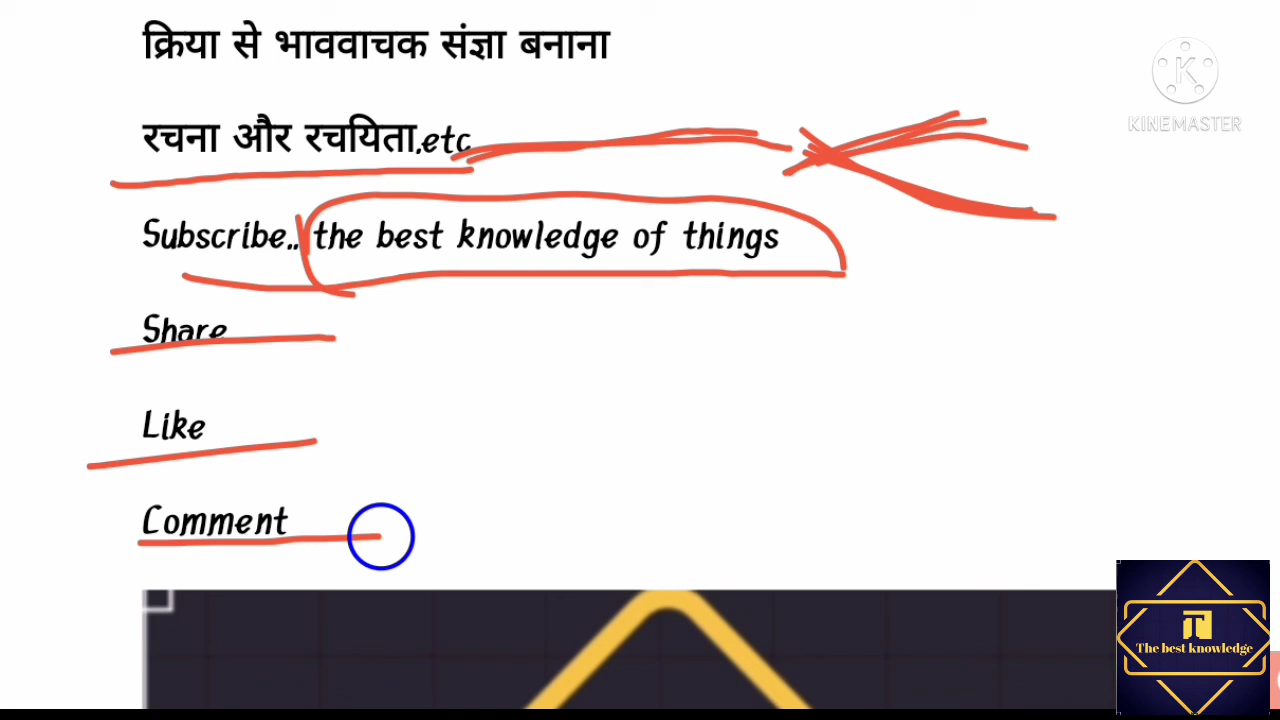 क्रिया से भाववाचक संज्ञा बनाना
K
KINEMASTER
रचना और रचयिता.etc
Subscribe.. the best knowledge of things
Share
Like
Comment
T
The best knowledge